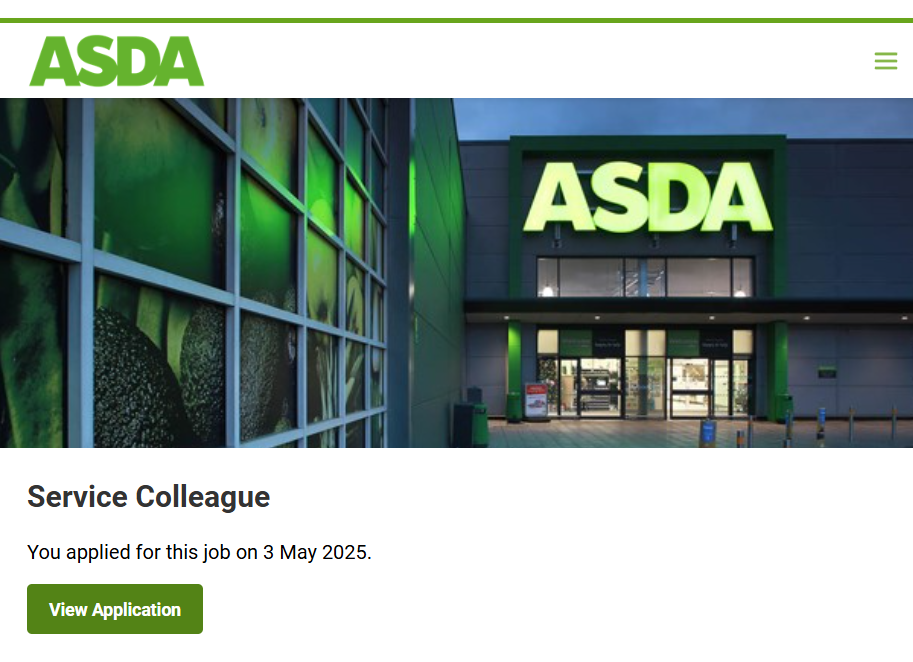 ASDA
ASDA
Service Colleague
You applied for this job on 3 May 2025.
View Application